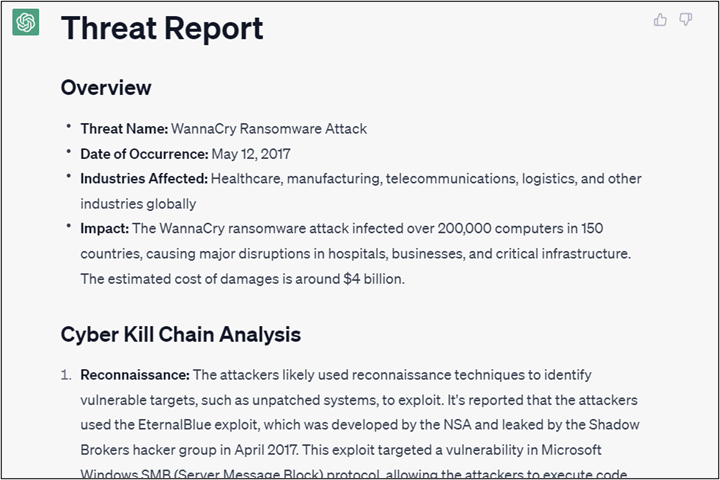 Threat Report
Overview
• Threat Name: WannaCry Ransomware Attack
• Date of Occurrence: May 12, 2017
• Industries Affected: Healthcare, manufacturing, telecommunications, logistics, and other
industries globally
• Impact: The WannaCry ransomware attack infected over 200,000 computers in 150
countries, causing major disruptions in hospitals, businesses, and critical infrastructure.
The estimated cost of damages is around $4 billion.
Cyber Kill Chain Analysis
1. Reconnaissance: The attackers likely used reconnaissance techniques to identify
vulnerable targets, such as unpatched systems, to exploit. It's reported that the attackers
used the EternalBlue exploit, which was developed by the NSA and leaked by the Shadow
Brokers hacker group in April 2017. This exploit targeted a vulnerability in Microsoft
Windows SMB (Server Message Block) protocol, allowing the attackers to execute code